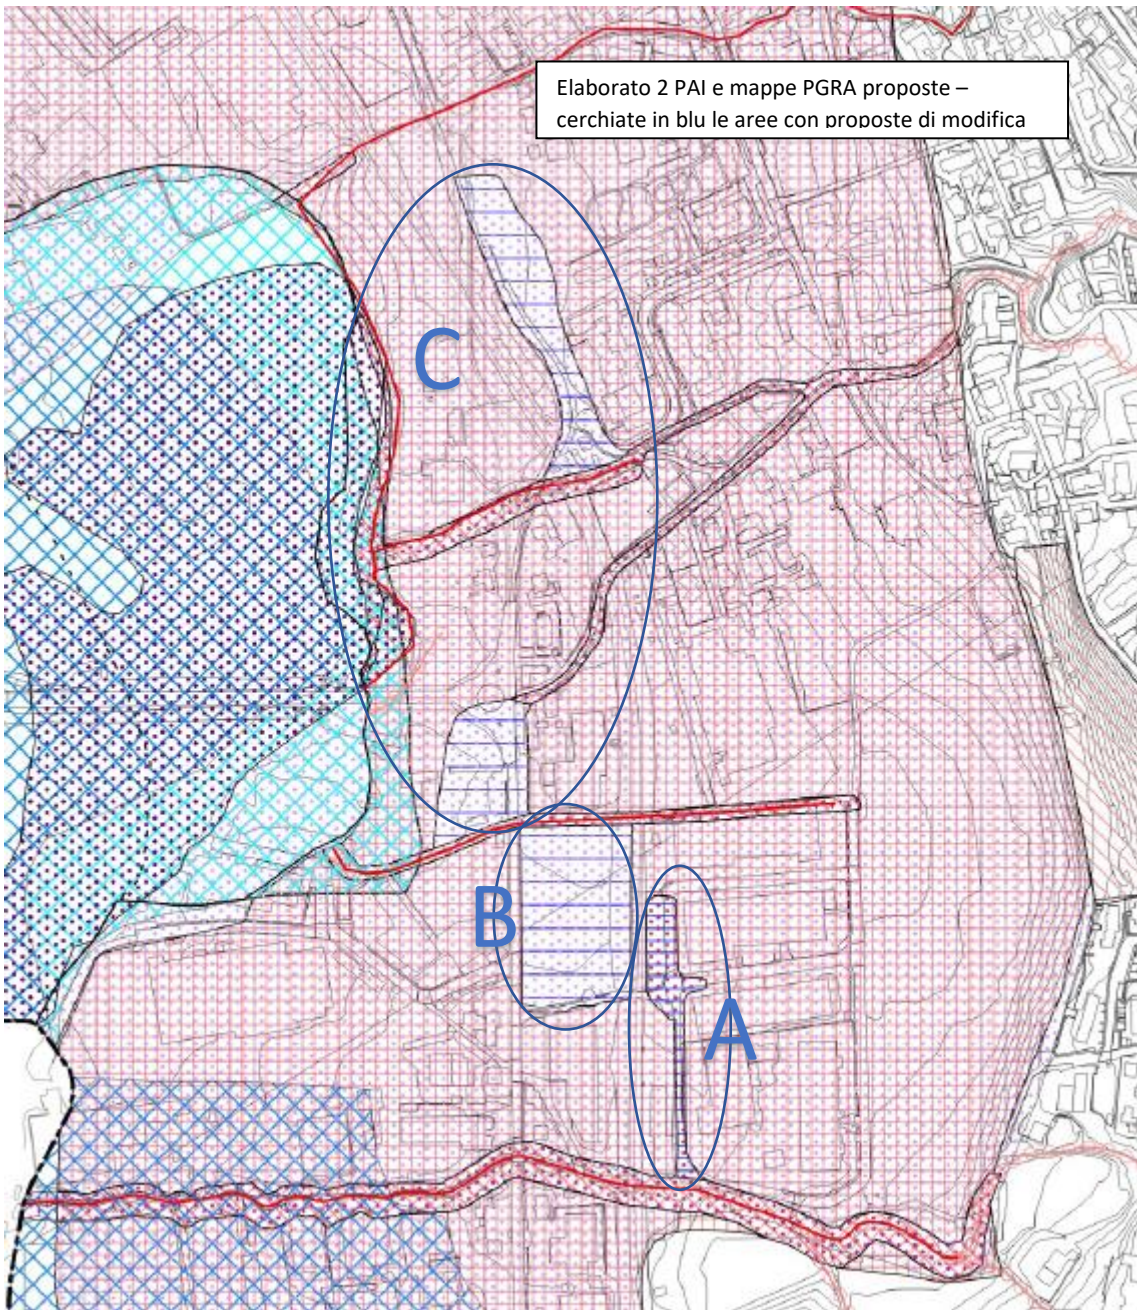 Elaborato 2 PAI e mappe PGRA proposte –
cerchiate in blu le aree con proposte di modifica
C
B
A